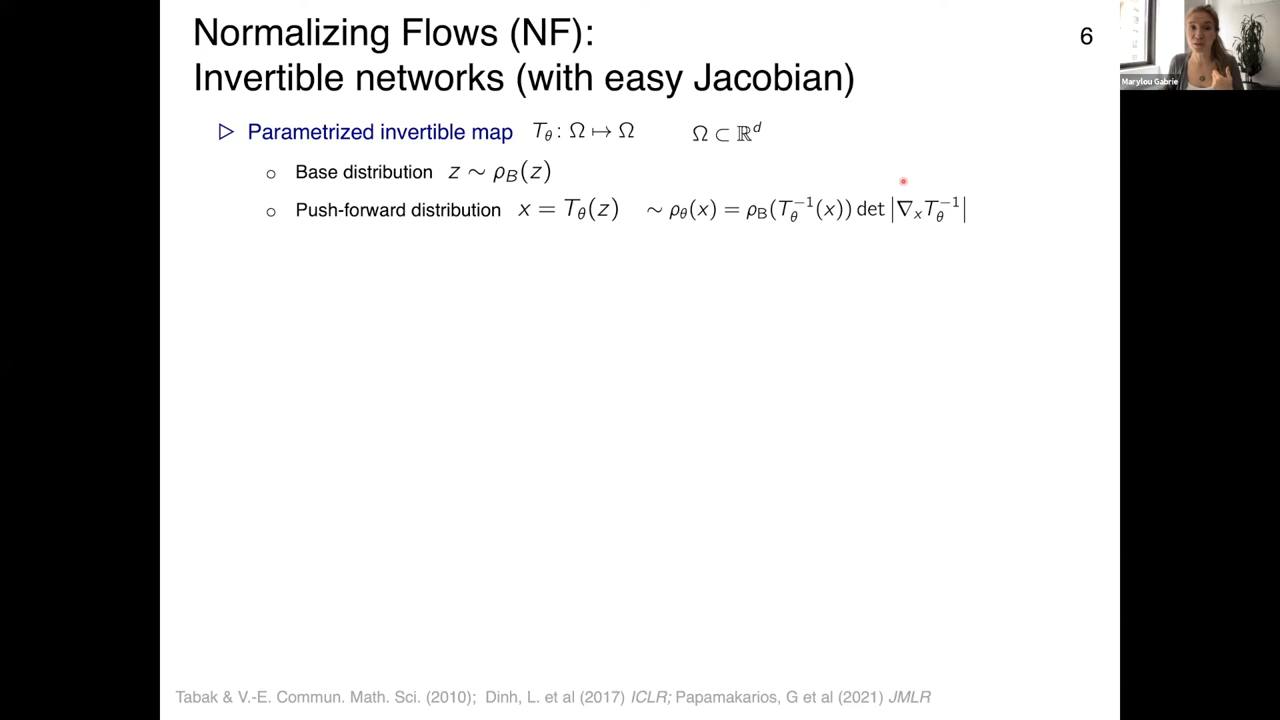 Normalizing Flows (NF):
Invertible networks (with easy Jacobian)
6
Marylou Gabrie
▷ Parametrized invertible map T_θ : Ω ↦ Ω Ω ⊂ ℝ^d
○ Base distribution z ∼ ρ_B(z)
○ Push-forward distribution x = T_θ(z) ∼ ρ_θ(x) = ρ_B(T_θ^{-1}(x)) det |∇_x T_θ^{-1}|
Tabak & V.-E. Commun. Math. Sci. (2010); Dinh, L. et al (2017) ICLR; Papamakarios, G et al (2021) JMLR